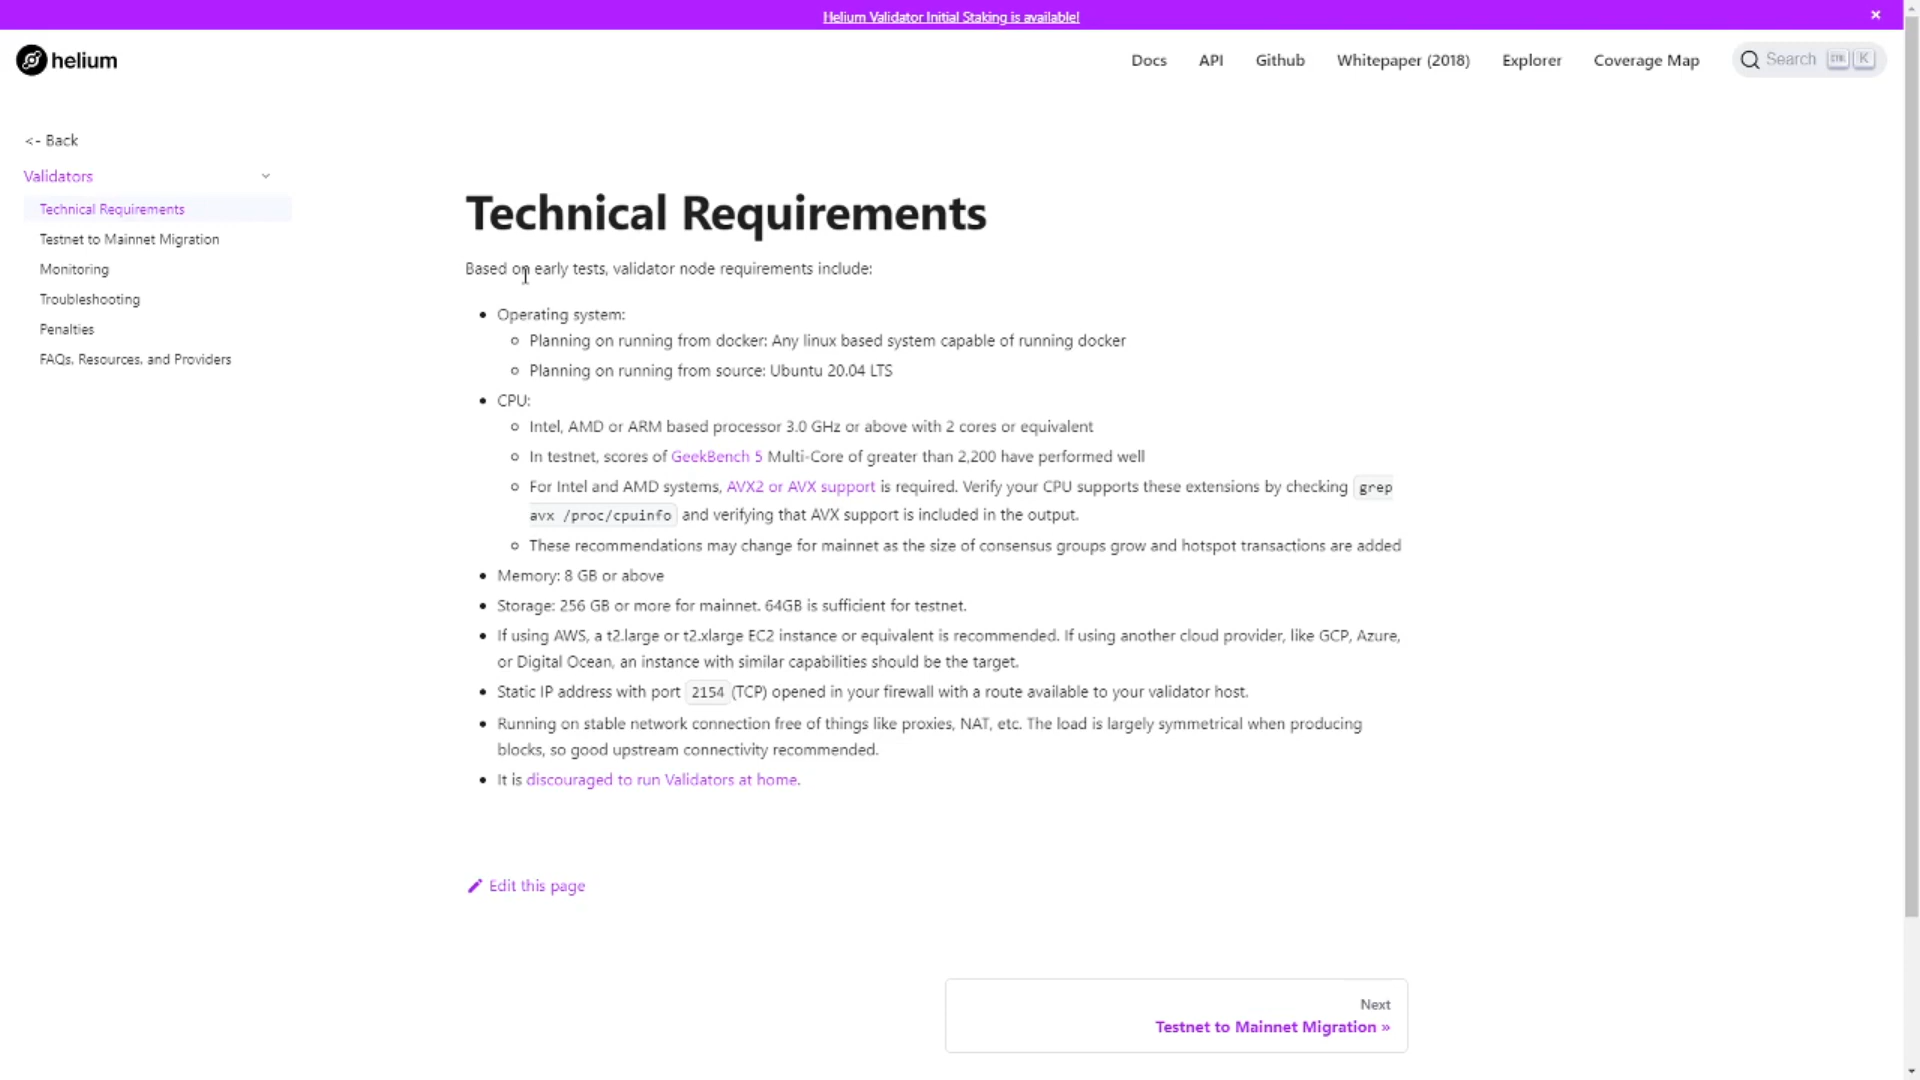 Helium Validator Initial Staking is available!
×
helium
Docs
API
Github
Whitepaper (2018)
Explorer
Coverage Map
Search
K
<- Back
Validators
Technical Requirements
Testnet to Mainnet Migration
Monitoring
Troubleshooting
Penalties
FAQs, Resources, and Providers
Technical Requirements
Based on early tests, validator node requirements include:
Operating system:
Planning on running from docker: Any linux based system capable of running docker
Planning on running from source: Ubuntu 20.04 LTS
CPU:
Intel, AMD or ARM based processor 3.0 GHz or above with 2 cores or equivalent
In testnet, scores of GeekBench 5 Multi-Core of greater than 2,200 have performed well
For Intel and AMD systems, AVX2 or AVX support is required. Verify your CPU supports these extensions by checking grep
avx /proc/cpuinfo and verifying that AVX support is included in the output.
These recommendations may change for mainnet as the size of consensus groups grow and hotspot transactions are added
Memory: 8 GB or above
Storage: 256 GB or more for mainnet. 64GB is sufficient for testnet.
If using AWS, a t2.large or t2.xlarge EC2 instance or equivalent is recommended. If using another cloud provider, like GCP, Azure,
or Digital Ocean, an instance with similar capabilities should be the target.
Static IP address with port 2154 (TCP) opened in your firewall with a route available to your validator host.
Running on stable network connection free of things like proxies, NAT, etc. The load is largely symmetrical when producing
blocks, so good upstream connectivity recommended.
It is discouraged to run Validators at home.
Edit this page
Next
Testnet to Mainnet Migration »